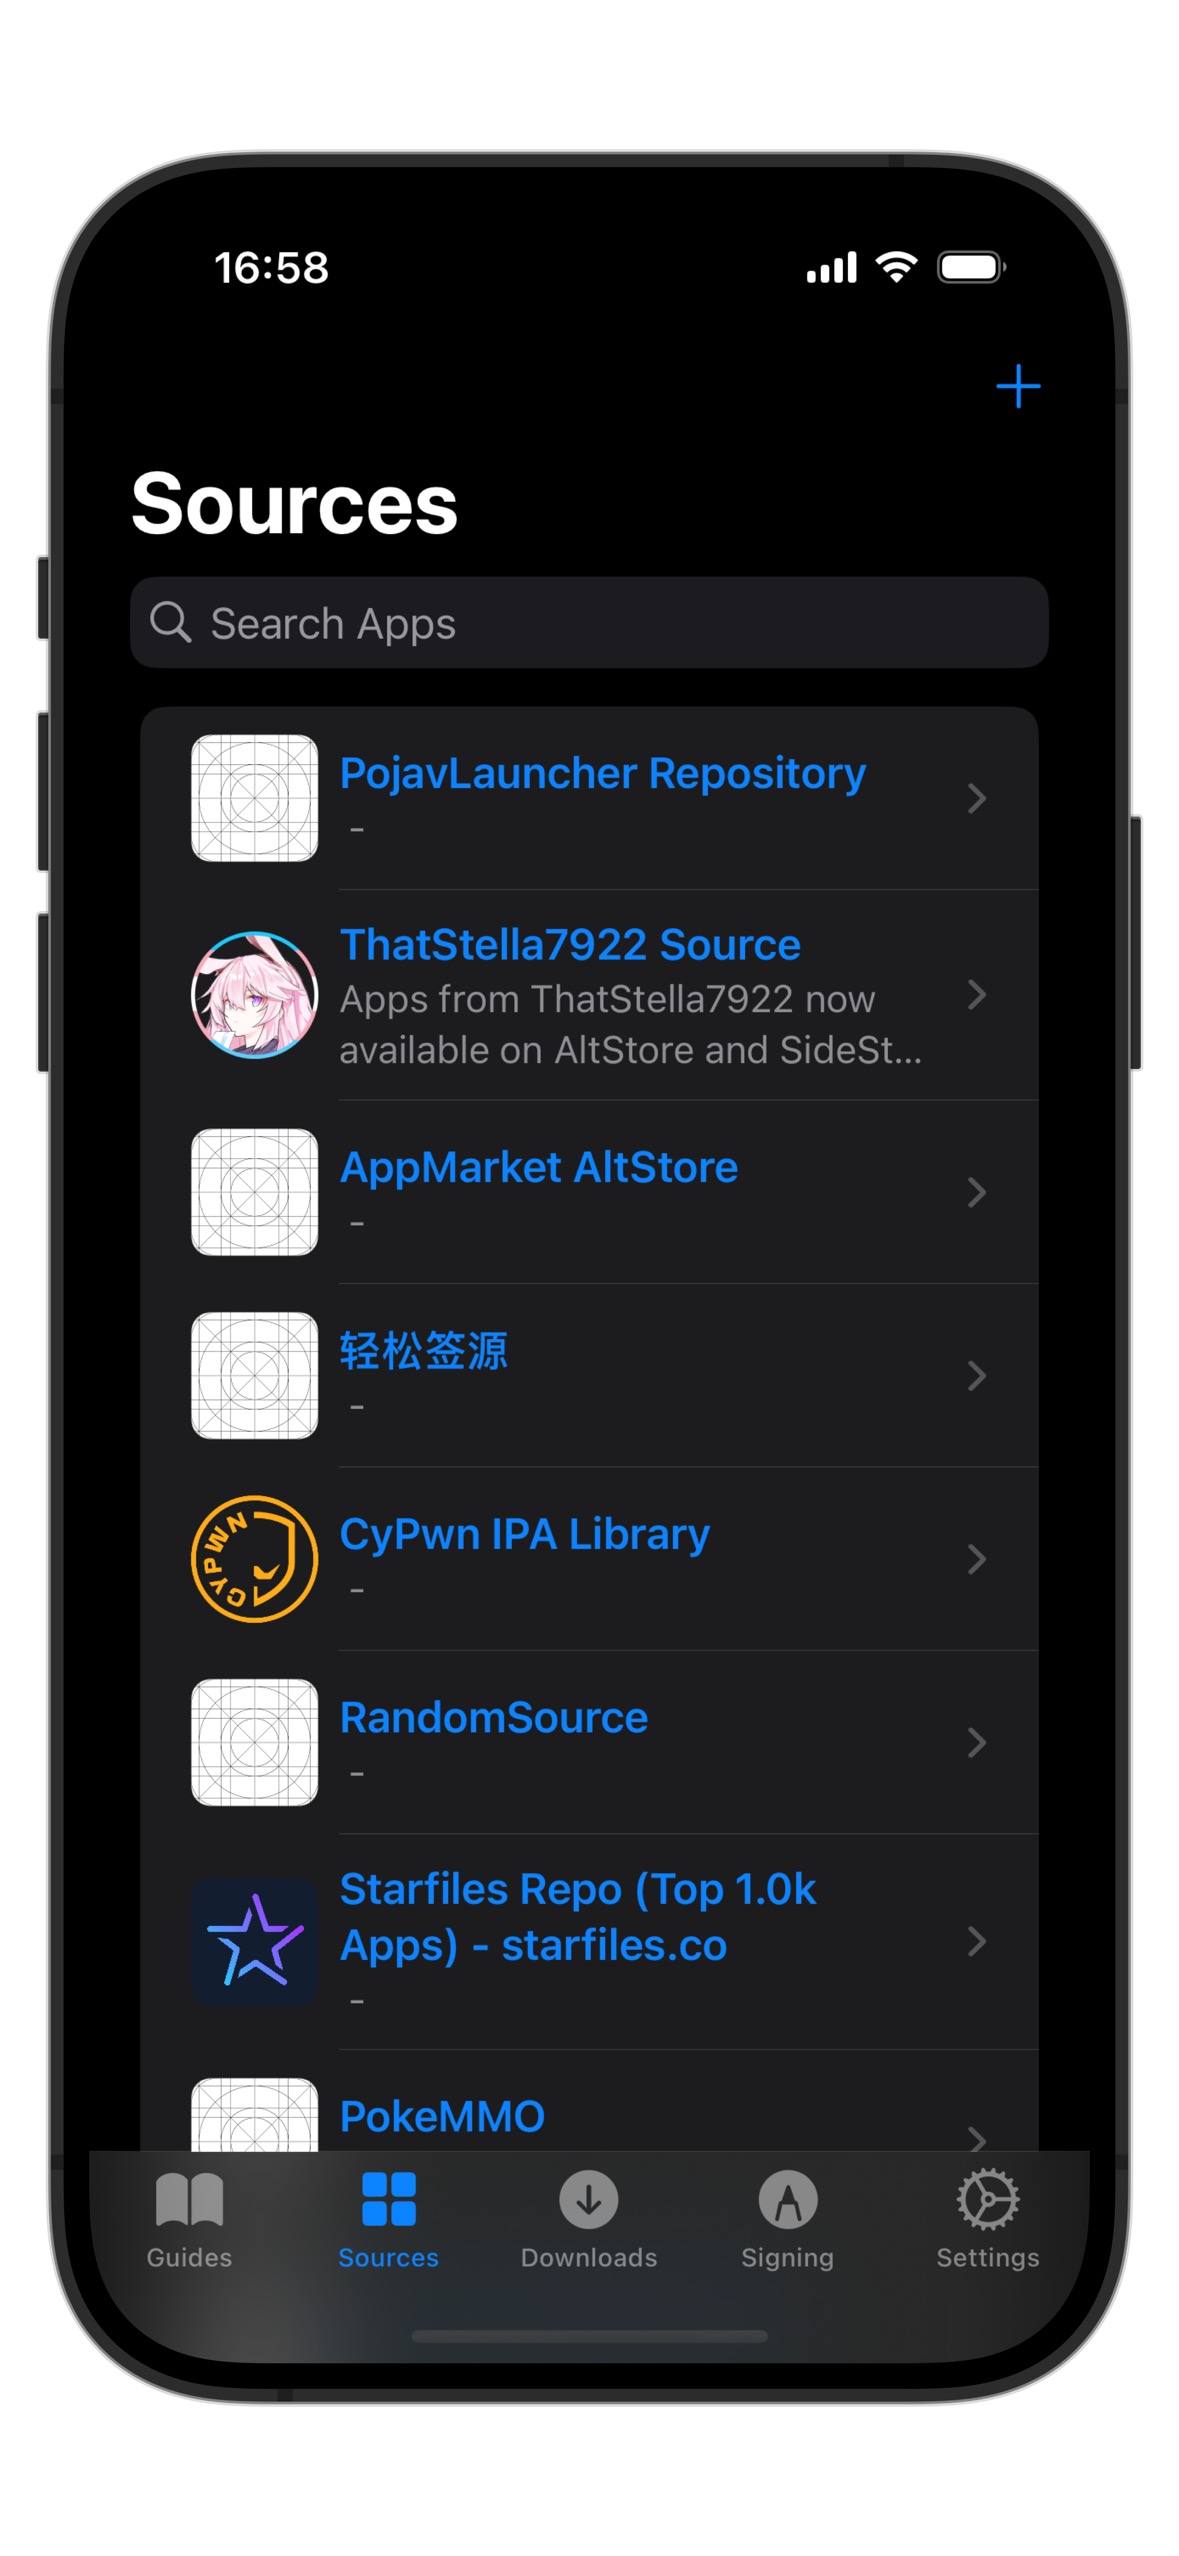 16:58
Sources
Search Apps
PojavLauncher Repository
-
ThatStella7922 Source
Apps from ThatStella7922 now
available on AltStore and SideSt...
AppMarket AltStore
-
轻松签源
-
CYPWN
CyPwn IPA Library
-
RandomSource
-
Starfiles Repo (Top 1.0k
Apps) - starfiles.co
-
PokeMMO
Guides
Sources
Downloads
Signing
Settings